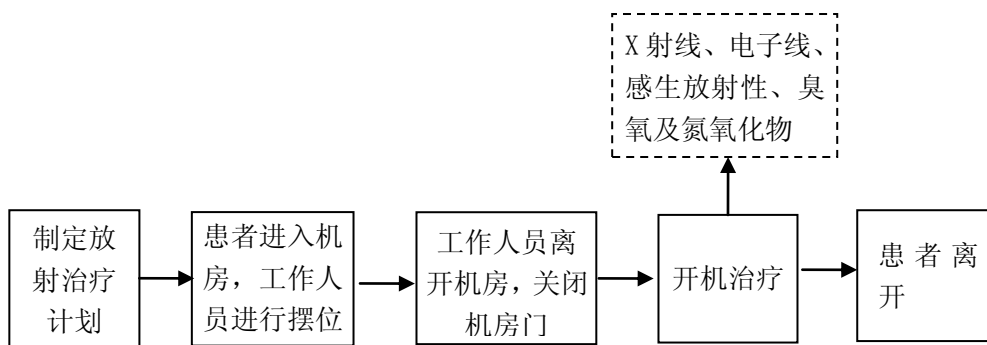 X 射线、电子线、
感生放射性、臭
氧及氮氧化物
制定放
射治疗
计划
患者进入机
房，工作人
员进行摆位
工作人员离
开机房，关闭
机房门
开机治疗
患者离
开